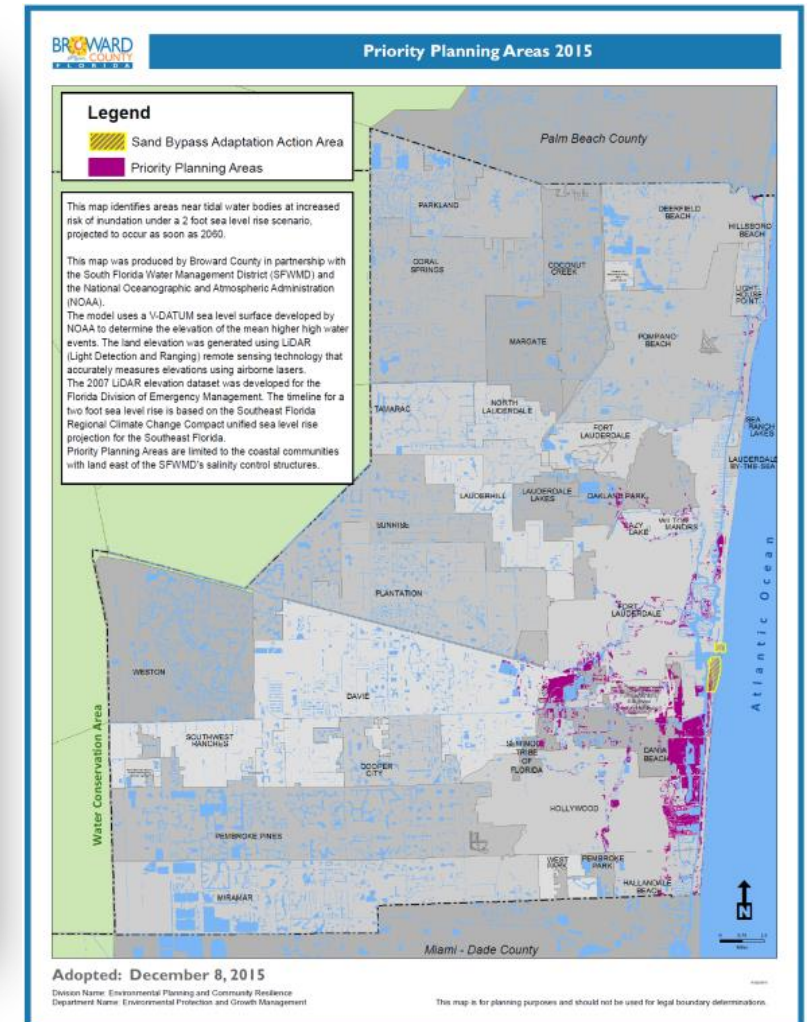 BROWARD
COUNTY
FLORIDA
Priority Planning Areas 2015
Legend
Sand Bypass Adaptation Action Area
Priority Planning Areas
This map identifies areas near tidal water bodies at increased
risk of inundation under a 2 foot sea level rise scenario,
projected to occur as soon as 2060.
This map was produced by Broward County in partnership with
the South Florida Water Management District (SFWMD) and
the National Oceanographic and Atmospheric Administration
(NOAA).
The model uses a V-DATUM sea level surface developed by
NOAA to determine the elevation of the mean higher high water
events. The land elevation was generated using LiDAR
(Light Detection and Ranging) remote sensing technology that
accurately measures elevations using airborne lasers.
The 2007 LiDAR elevation dataset was developed for the
Florida Division of Emergency Management. The timeline for a
two foot sea level rise is based on the Southeast Florida
Regional Climate Change Compact unified sea level rise
projection for the Southeast Florida.
Priority Planning Areas are limited to the coastal communities
with land east of the SFWMD's salinity control structures.
Palm Beach County
PARKLAND
DEERFIELD
BEACH
HILLSBORO
BEACH
CORAL
SPRINGS
COCONUT
CREEK
LIGHT-
HOUSE
POINT
MARGATE
POMPANO
BEACH
TAMARAC
NORTH
LAUDERDALE
FORT
LAUDERDALE
SEA
RANCH
LAKES
LAUDERDALE
BY-THE-SEA
LAUDERHILL
LAUDERDALE
LAKES
OAKLAND PARK
SUNRISE
LAZY
LAKE
WILTON
MANORS
PLANTATION
FORT
LAUDERDALE
Atlantic Ocean
WESTON
DAVIE
SOUTHWEST
RANCHES
COOPER
CITY
SEMINOLE
TRIBE
OF
FLORIDA
DANIA
BEACH
Water Conservation Area
HOLLYWOOD
PEMBROKE PINES
WEST
PARK
PEMBROKE
PARK
MIRAMAR
HALLANDALE
BEACH
N
Miami - Dade County
Adopted: December 8, 2015
Division Name: Environmental Planning and Community Resilience
Department Name: Environmental Protection and Growth Management
This map is for planning purposes and should not be used for legal boundary determinations.